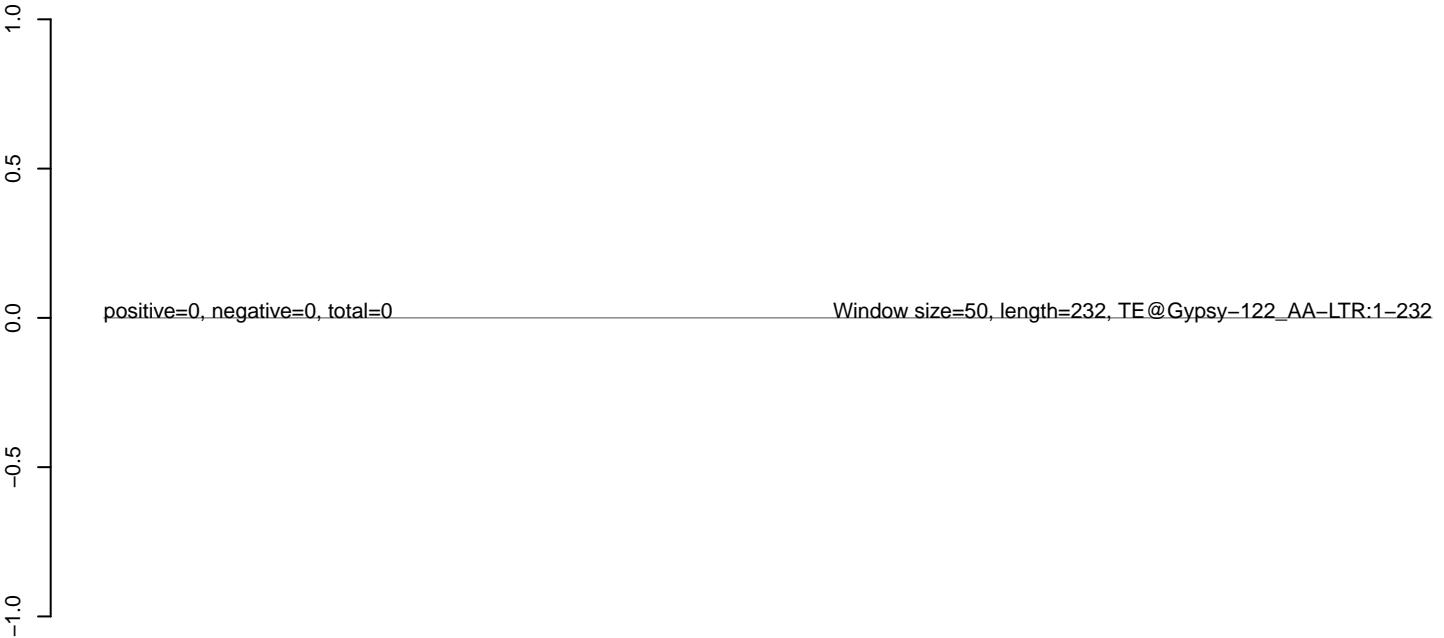 1.0
0.5
positive=0, negative=0, total=0
Window size=50, length=232, TE@Gypsy−122_AA−LTR:1−232
0.0
−0.5
−1.0